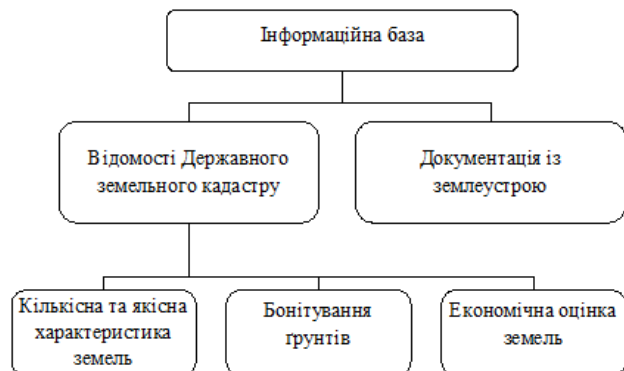 Інформаційна база
Відомості Державного
земельного кадастру
Документація із
землеустрою
Кількісна та якісна
характеристика
земель
Бонітування
ґрунтів
Економічна оцінка
земель